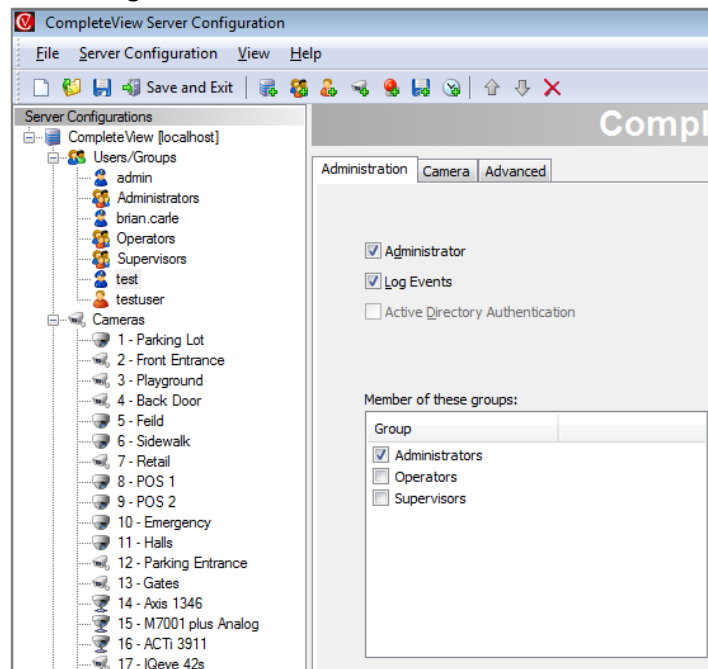 CompleteView Server Configuration
File Server Configuration View Help
Save and Exit
Server Configurations
CompleteView [localhost]
Users/Groups
admin
Administrators
brian.carle
Operators
Supervisors
test
testuser
Cameras
1 - Parking Lot
2 - Front Entrance
3 - Playground
4 - Back Door
5 - Feild
6 - Sidewalk
7 - Retail
8 - POS 1
9 - POS 2
10 - Emergency
11 - Halls
12 - Parking Entrance
13 - Gates
14 - Axis 1346
15 - M7001 plus Analog
16 - ACTi 3911
17 - IQeye 42s
Compl
Administration Camera Advanced
Administrator
Log Events
Active Directory Authentication
Member of these groups:
Group
Administrators
Operators
Supervisors